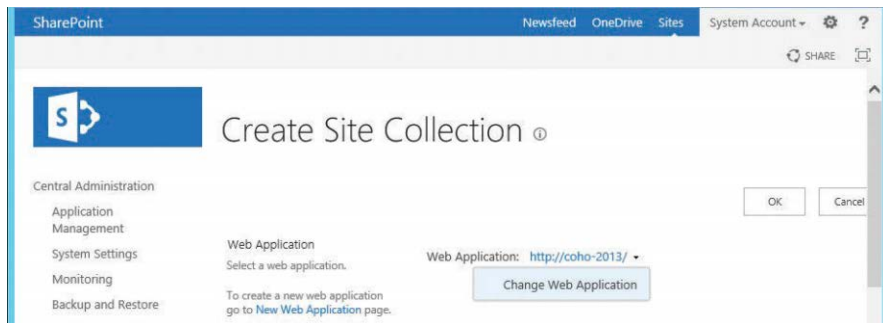 SharePoint
Newsfeed OneDrive Sites System Account ?
SHARE
S
Create Site Collection
Central Administration
Application
Management
System Settings
Monitoring
Backup and Restore
OK Cancel
Web Application
Select a web application.
To create a new web application
go to New Web Application page.
Web Application: http://coho-2013/
Change Web Application